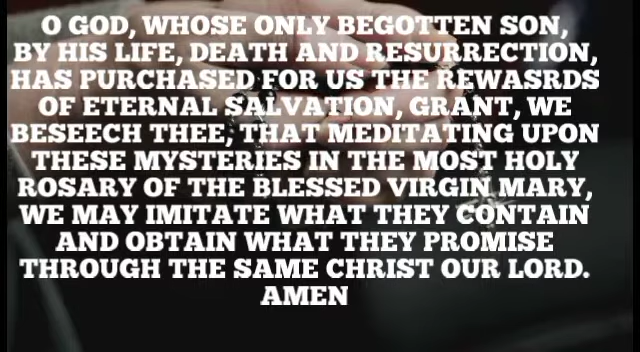 O GOD, WHOSE ONLY BEGOTTEN SON,
BY HIS LIFE, DEATH AND RESURRECTION,
HAS PURCHASED FOR US THE REWASRDS
OF ETERNAL SALVATION, GRANT, WE
BESEECH THEE, THAT MEDITATING UPON
THESE MYSTERIES IN THE MOST HOLY
ROSARY OF THE BLESSED VIRGIN MARY,
WE MAY IMITATE WHAT THEY CONTAIN
AND OBTAIN WHAT THEY PROMISE
THROUGH THE SAME CHRIST OUR LORD.
AMEN